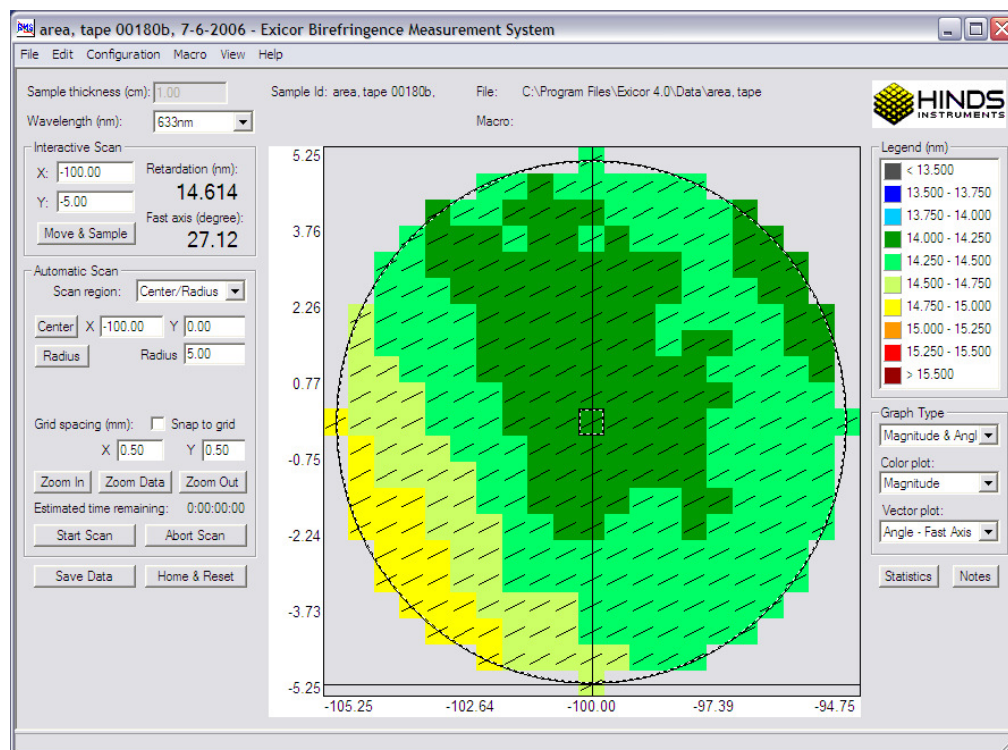 area, tape 00180b, 7-6-2006 - Exicor Birefringence Measurement System
File Edit Configuration Macro View Help
Sample thickness (cm): 1.00
Sample Id: area, tape 00180b,
File: C:\Program Files\Exicor 4.0\Data\area, tape
Wavelength (nm): 633nm
Macro:
HINDS
INSTRUMENTS
Interactive Scan
X: -100.00
Retardation (nm):
14.614
Y: -5.00
Fast axis (degree):
27.12
Move & Sample
Automatic Scan
Scan region: Center/Radius
Center X -100.00 Y 0.00
Radius Radius 5.00
Grid spacing (mm): Snap to grid
X 0.50 Y 0.50
Zoom In Zoom Data Zoom Out
Estimated time remaining: 0:00:00:00
Start Scan Abort Scan
Save Data Home & Reset
5.25
3.76
2.26
0.77
-0.75
-2.24
-3.73
-5.25
-105.25 -102.64 -100.00 -97.39 -94.75
Legend (nm)
< 13.500
13.500 - 13.750
13.750 - 14.000
14.000 - 14.250
14.250 - 14.500
14.500 - 14.750
14.750 - 15.000
15.000 - 15.250
15.250 - 15.500
> 15.500
Graph Type
Magnitude & Angl
Color plot:
Magnitude
Vector plot:
Angle - Fast Axis
Statistics Notes